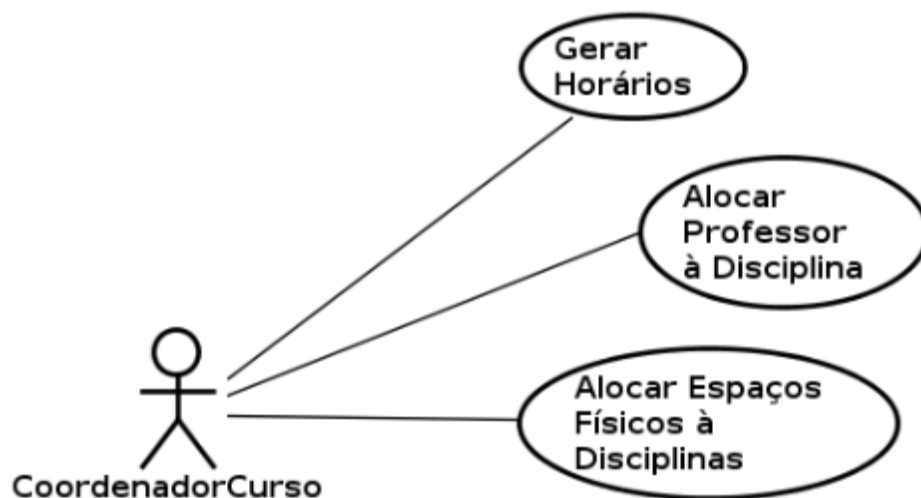 Gerar
Horários
Alocar
Professor
à Disciplina
Alocar Espaços
Físicos à
Disciplinas
CoordenadorCurso